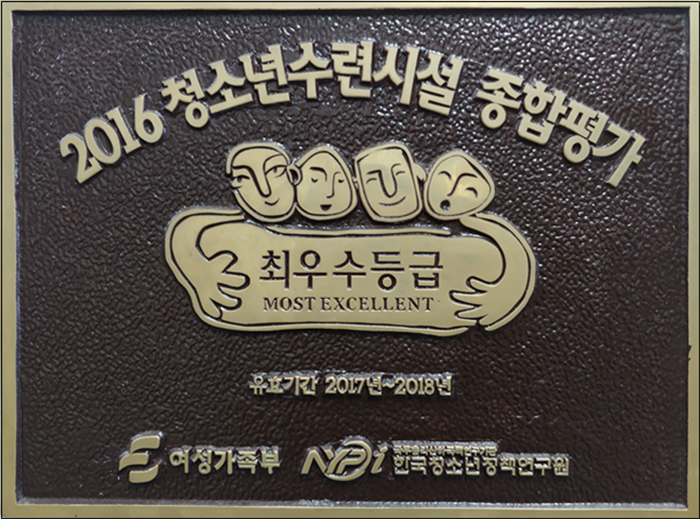 2016 청소년수련시설 종합평가
최우수등급
MOST EXCELLENT
유효기간 2017년~2018년
여성가족부
NYPi
한국청소년정책연구원